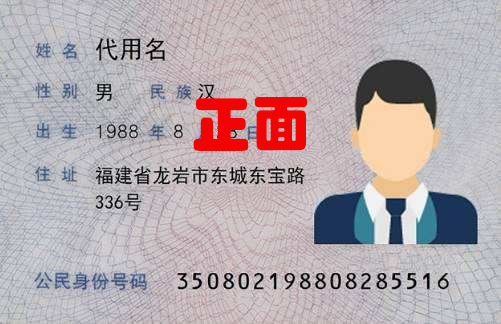 姓名 代用名
性别 男 民族 汉
出生 1988 年 8 日
正面
住址 福建省龙岩市东城东宝路
336号
公民身份号码 350802198808285516